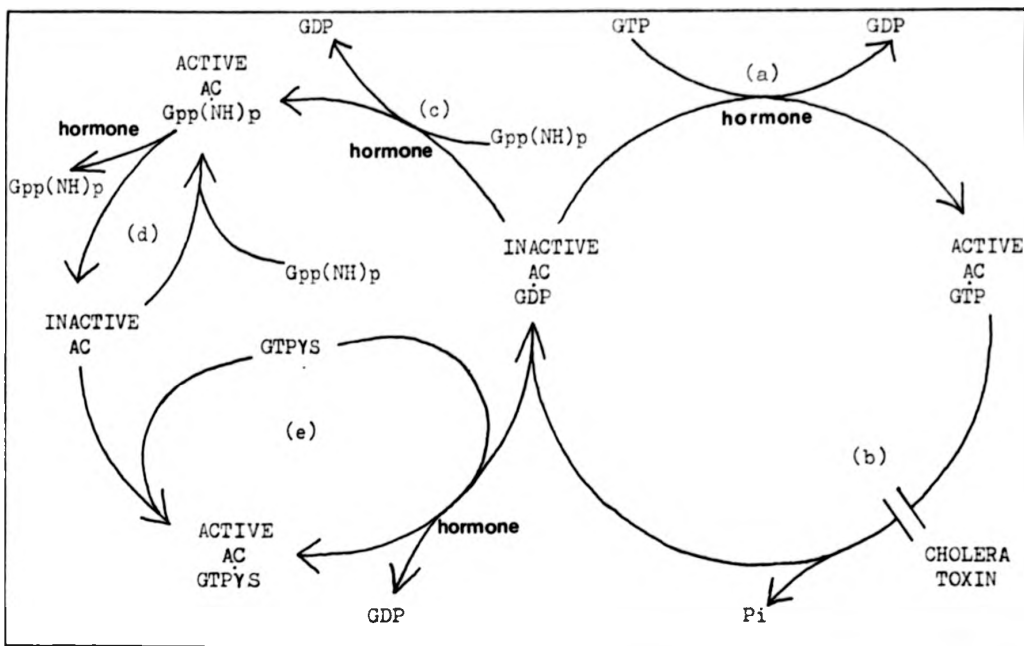 GDP
GTP
GDP
ACTIVE
AC
Gpp(NH)p
(a)
hormone
(c)
hormone
Gpp(NH)p
hormone
Gpp(NH)p
(d)
Gpp(NH)p
INACTIVE
AC
GDP
ACTIVE
AC
GTP
INACTIVE
AC
GTPγS
(e)
(b)
hormone
ACTIVE
AC
GTPγS
CHOLERA
TOXIN
GDP
Pi